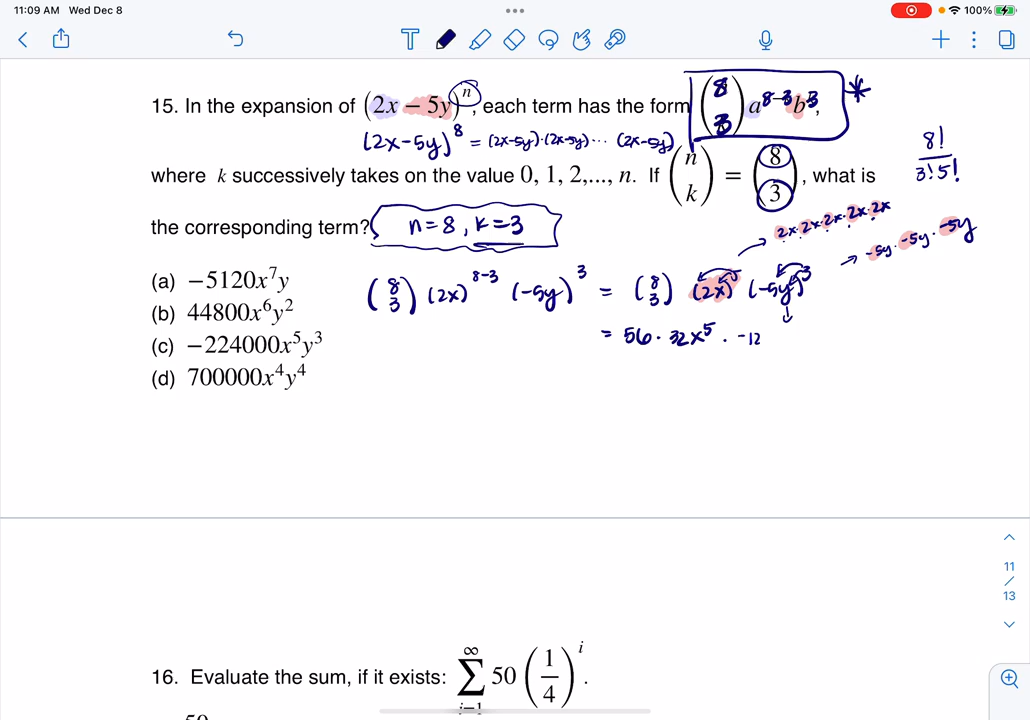 11:09 AM Wed Dec 8
100%
15. In the expansion of (2x − 5y)^n, each term has the form (8 3) a^{8−3} b^3,
(2x−5y)^8 = (2x−5y)·(2x−5y)··· (2x−5y)
8!
3!5!
where k successively takes on the value 0, 1, 2,..., n. If (n k) = (8 3), what is
the corresponding term? n=8, k=3
2x·2x·2x·2x·2x
−5y·−5y·−5y
(a) −5120x^7y
(8 3) (2x)^{8−3} (−5y)^3 = (8 3) (2x)^5 (−5y)^3
(b) 44800x^6y^2
= 56 · 32x^5 · −12
(c) −224000x^5y^3
(d) 700000x^4y^4
11
/
13
16. Evaluate the sum, if it exists: ∑_{i=1}^{∞} 50 (1/4)^i.